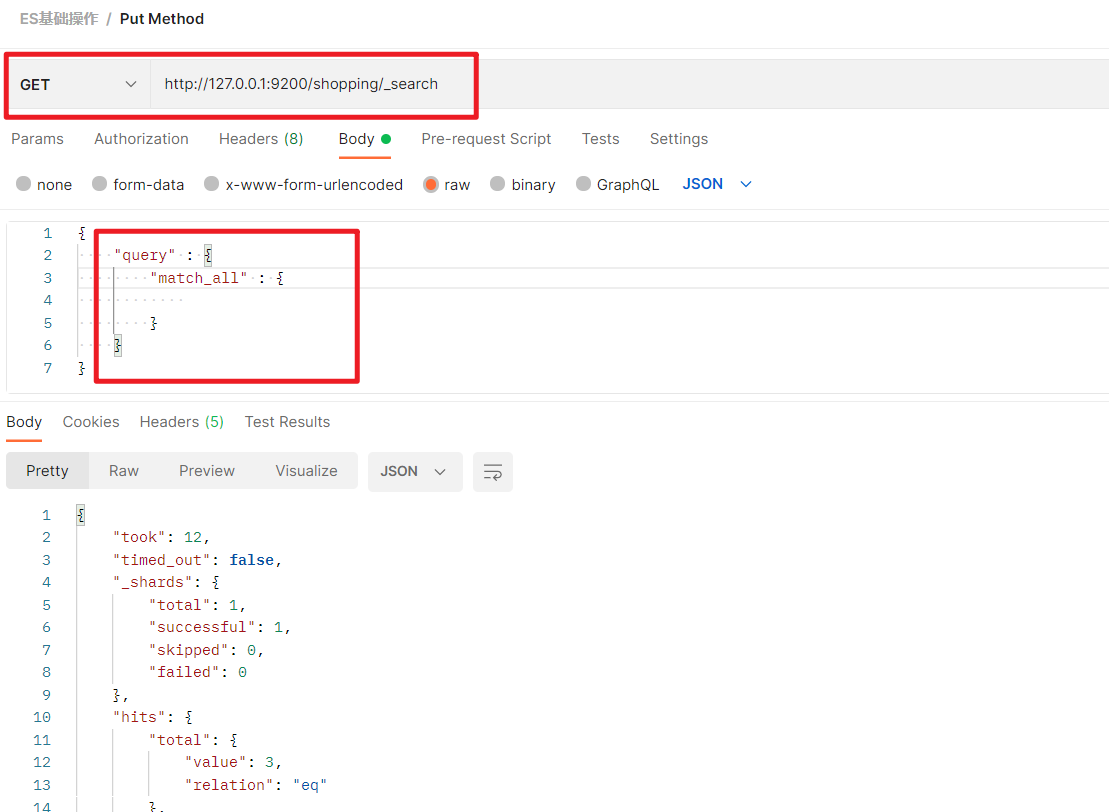 ES基础操作 / Put Method
GET http://127.0.0.1:9200/shopping/_search
Params Authorization Headers (8) Body Pre-request Script Tests Settings
none form-data x-www-form-urlencoded raw binary GraphQL JSON
1 {
2 "query" : {
3 "match_all" : {
4
5 }
6 }
7 }
Body Cookies Headers (5) Test Results
Pretty Raw Preview Visualize JSON
1 {
2 "took": 12,
3 "timed_out": false,
4 "_shards": {
5 "total": 1,
6 "successful": 1,
7 "skipped": 0,
8 "failed": 0
9 },
10 "hits": {
11 "total": {
12 "value": 3,
13 "relation": "eq"
14 },